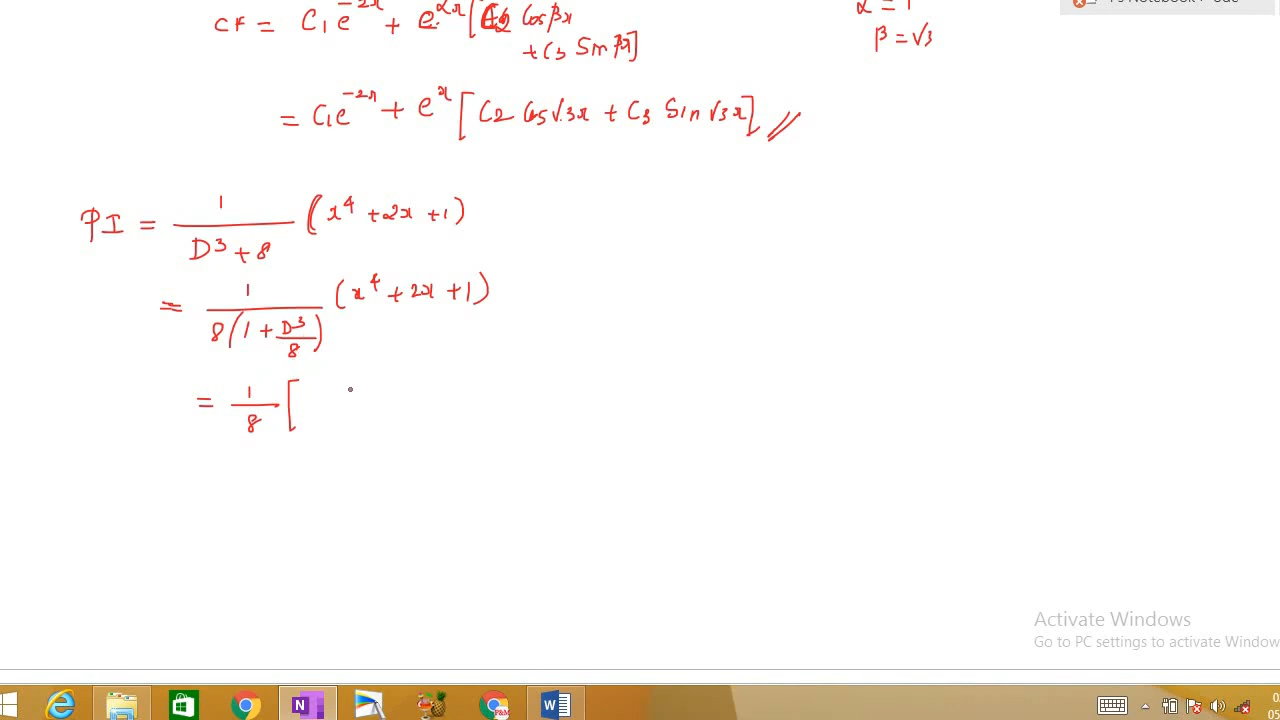 CF = C₁e⁻²ˣ + e^αx [C₂ Cos βx
+ C₃ Sin βx]
β = √3
= C₁e⁻²ˣ + eˣ [C₂ Cos√3x + C₃ Sin√3x]
PI = 1/(D³ + 8) (x⁴ + 2x + 1)
= 1/(8(1 + D³/8)) (x⁴ + 2x + 1)
= 1/8 [
Activate Windows
Go to PC settings to activate Window